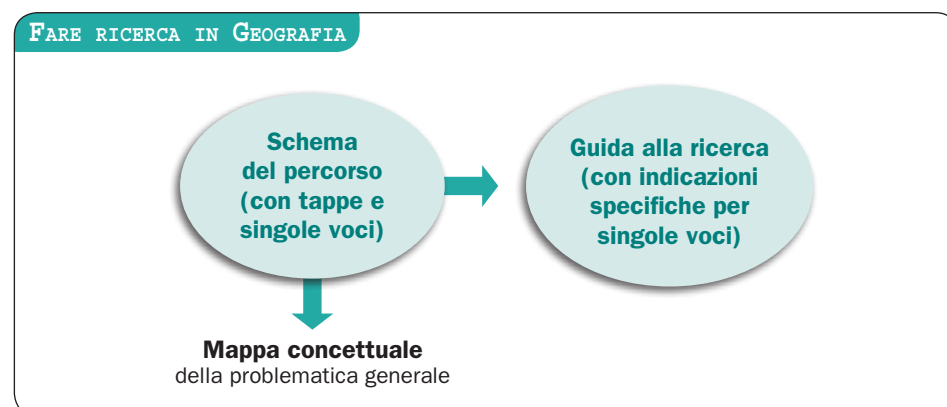 FARE RICERCA IN GEOGRAFIA
Schema
del percorso
(con tappe e
singole voci)
Guida alla ricerca
(con indicazioni
specifiche per
singole voci)
Mappa concettuale
della problematica generale